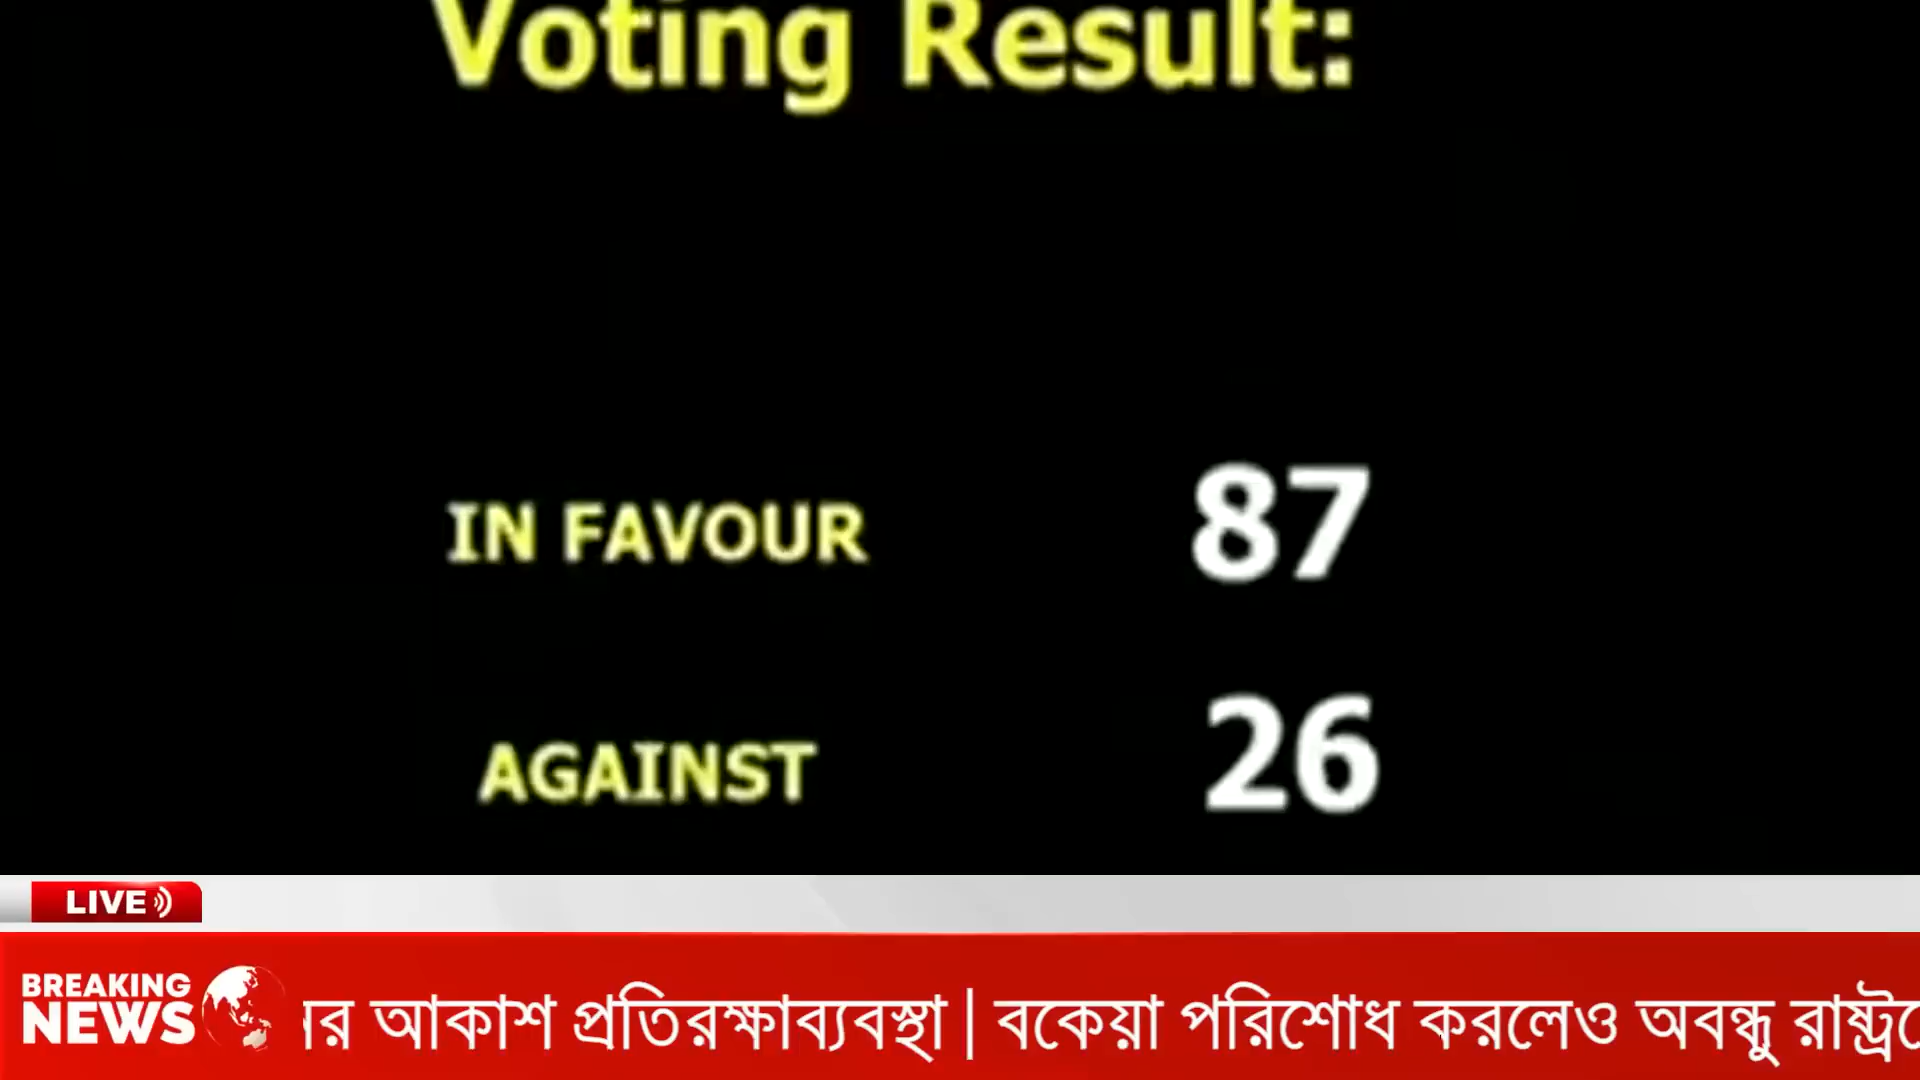 Voting Result:
IN FAVOUR 87
AGAINST 26
LIVE
BREAKING
NEWS
আকাশ প্রতিরক্ষাব্যবস্থা | বকেয়া পরিশোধ করলেও অবন্ধু